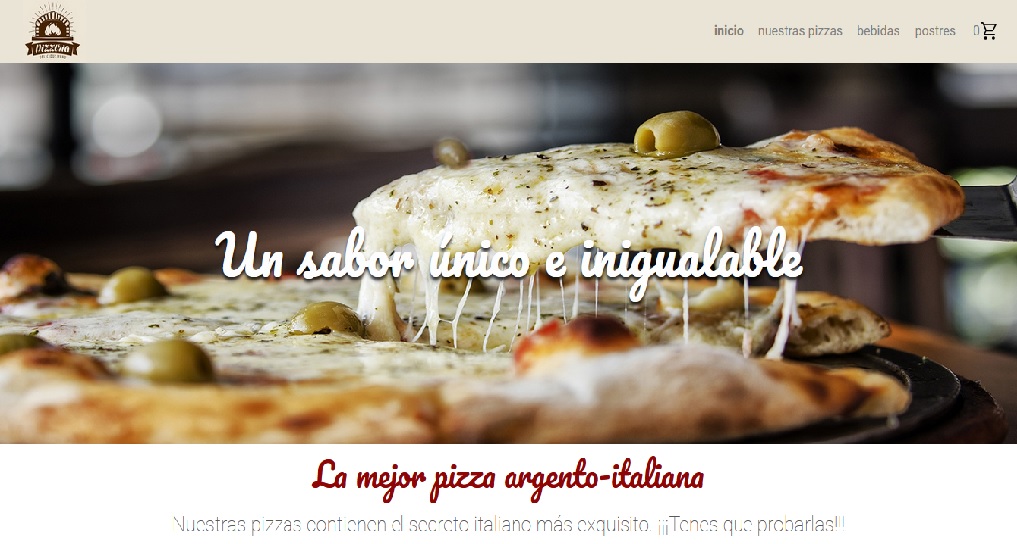 PIZZERIA
inicio nuestras pizzas bebidas postres 0
Un sabor único e inigualable
La mejor pizza argento-italiana
Nuestras pizzas contienen el secreto italiano más exquisito. ¡¡¡Tenes que probarlas!!!